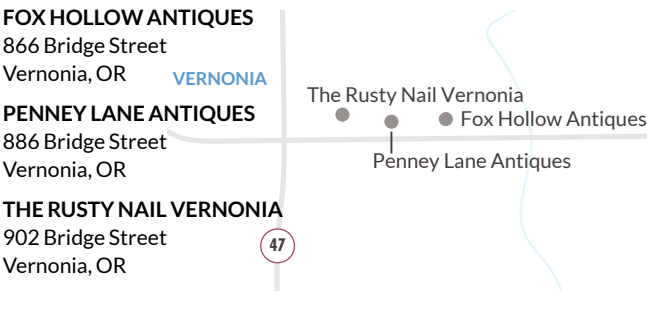 FOX HOLLOW ANTIQUES
866 Bridge Street
Vernonia, OR
PENNEY LANE ANTIQUES
886 Bridge Street
Vernonia, OR
THE RUSTY NAIL VERNONIA
902 Bridge Street
Vernonia, OR
VERNONIA
The Rusty Nail Vernonia
Fox Hollow Antiques
Penney Lane Antiques
47